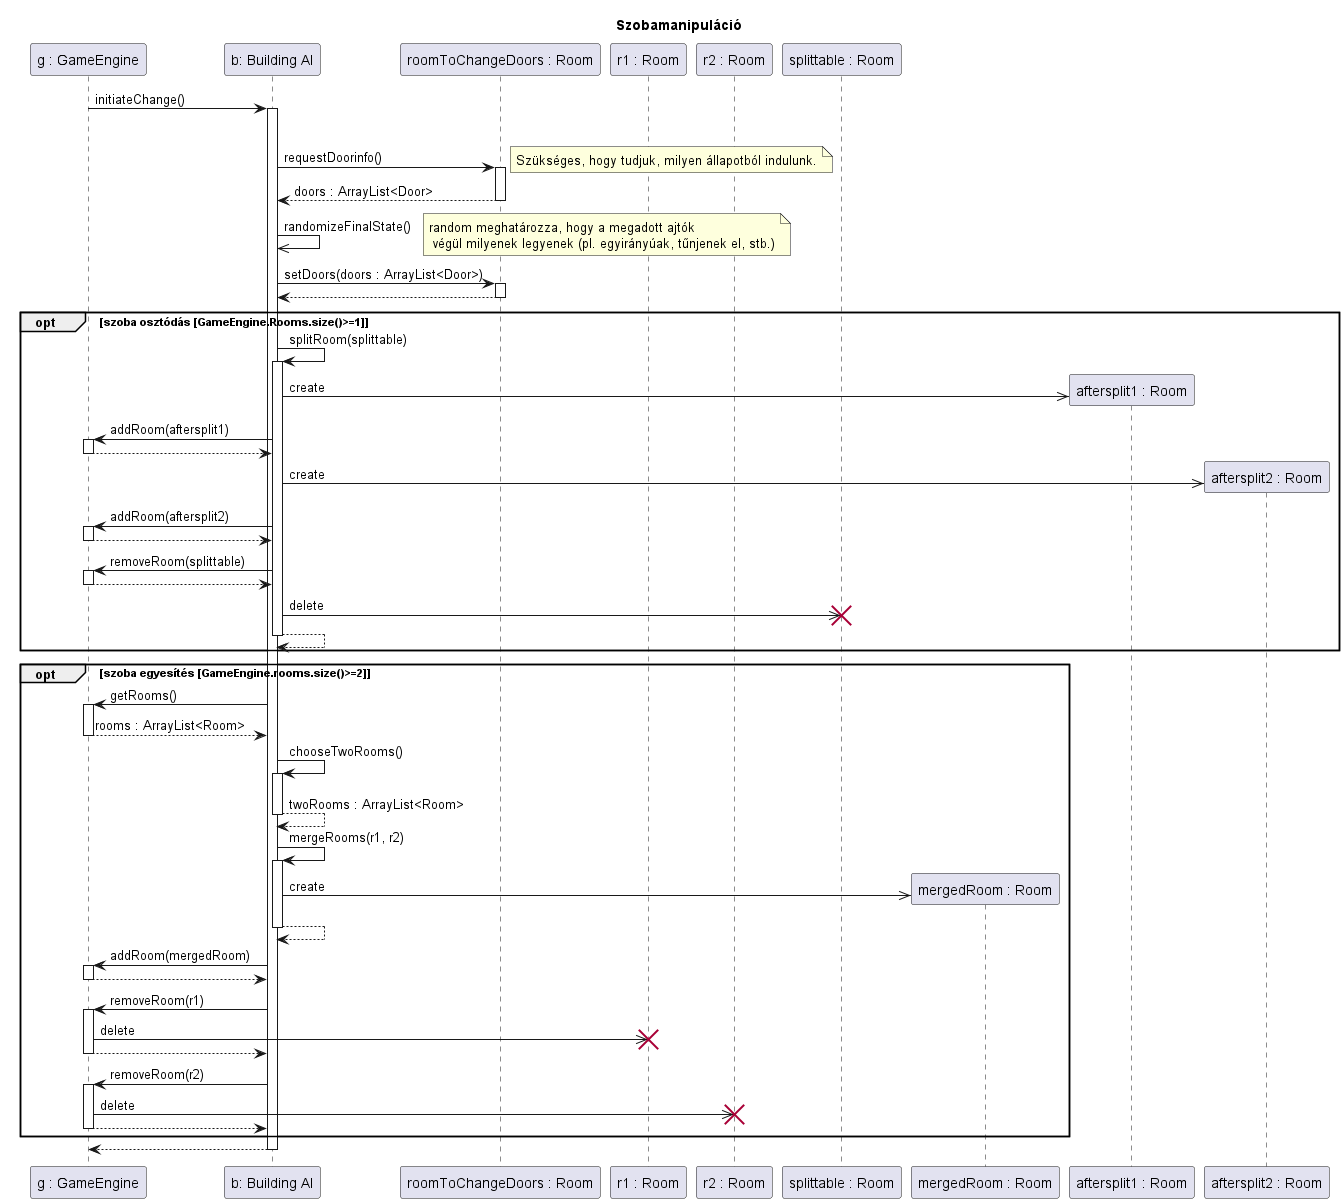 Szobamanipuláció
g : GameEngine
b: Building AI
roomToChangeDoors : Room
r1 : Room
r2 : Room
splittable : Room
initiateChange()
requestDoorinfo()
Szükséges, hogy tudjuk, milyen állapotból indulunk.
doors : ArrayList<Door>
randomizeFinalState()
random meghatározza, hogy a megadott ajtók
végül milyenek legyenek (pl. egyirányúak, tűnjenek el, stb.)
setDoors(doors : ArrayList<Door>)
opt
[szoba osztódás [GameEngine.Rooms.size()>=1]]
splitRoom(splittable)
create
aftersplit1 : Room
addRoom(aftersplit1)
create
aftersplit2 : Room
addRoom(aftersplit2)
removeRoom(splittable)
delete
opt
[szoba egyesítés [GameEngine.rooms.size()>=2]]
getRooms()
rooms : ArrayList<Room>
chooseTwoRooms()
twoRooms : ArrayList<Room>
mergeRooms(r1, r2)
create
mergedRoom : Room
addRoom(mergedRoom)
removeRoom(r1)
delete
removeRoom(r2)
delete
g : GameEngine
b: Building AI
roomToChangeDoors : Room
r1 : Room
r2 : Room
splittable : Room
mergedRoom : Room
aftersplit1 : Room
aftersplit2 : Room